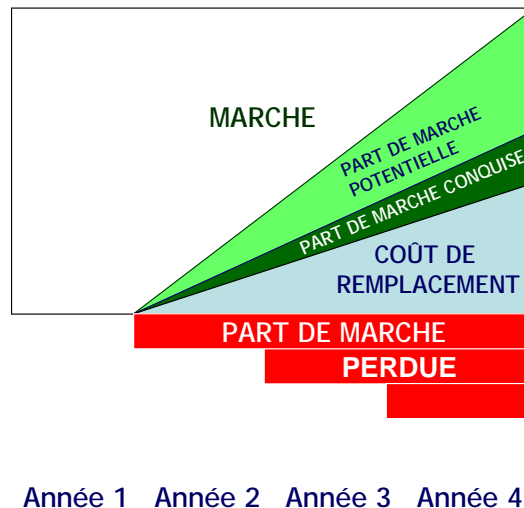 MARCHE
PART DE MARCHE
POTENTIELLE
PART DE MARCHE CONQUISE
COÛT DE
REMPLACEMENT
PART DE MARCHE
PERDUE
Année 1 Année 2 Année 3 Année 4